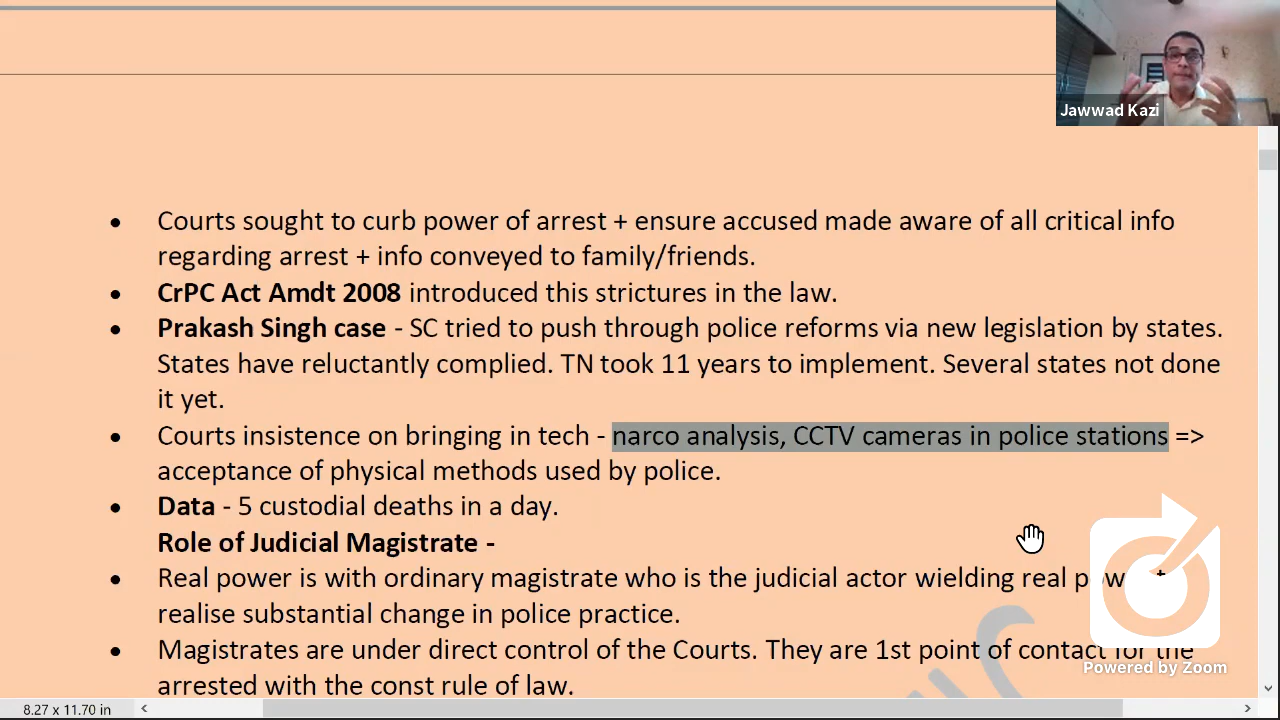 Jawwad Kazi
• Courts sought to curb power of arrest + ensure accused made aware of all critical info
regarding arrest + info conveyed to family/friends.
• CrPC Act Amdt 2008 introduced this strictures in the law.
• Prakash Singh case - SC tried to push through police reforms via new legislation by states.
States have reluctantly complied. TN took 11 years to implement. Several states not done
it yet.
• Courts insistence on bringing in tech - narco analysis, CCTV cameras in police stations =>
acceptance of physical methods used by police.
• Data - 5 custodial deaths in a day.
Role of Judicial Magistrate -
• Real power is with ordinary magistrate who is the judicial actor wielding real
realise substantial change in police practice.
• Magistrates are under direct control of the Courts. They are 1st point of contact for the
arrested with the const rule of law.
Powered by Zoom
8.27 x 11.70 in